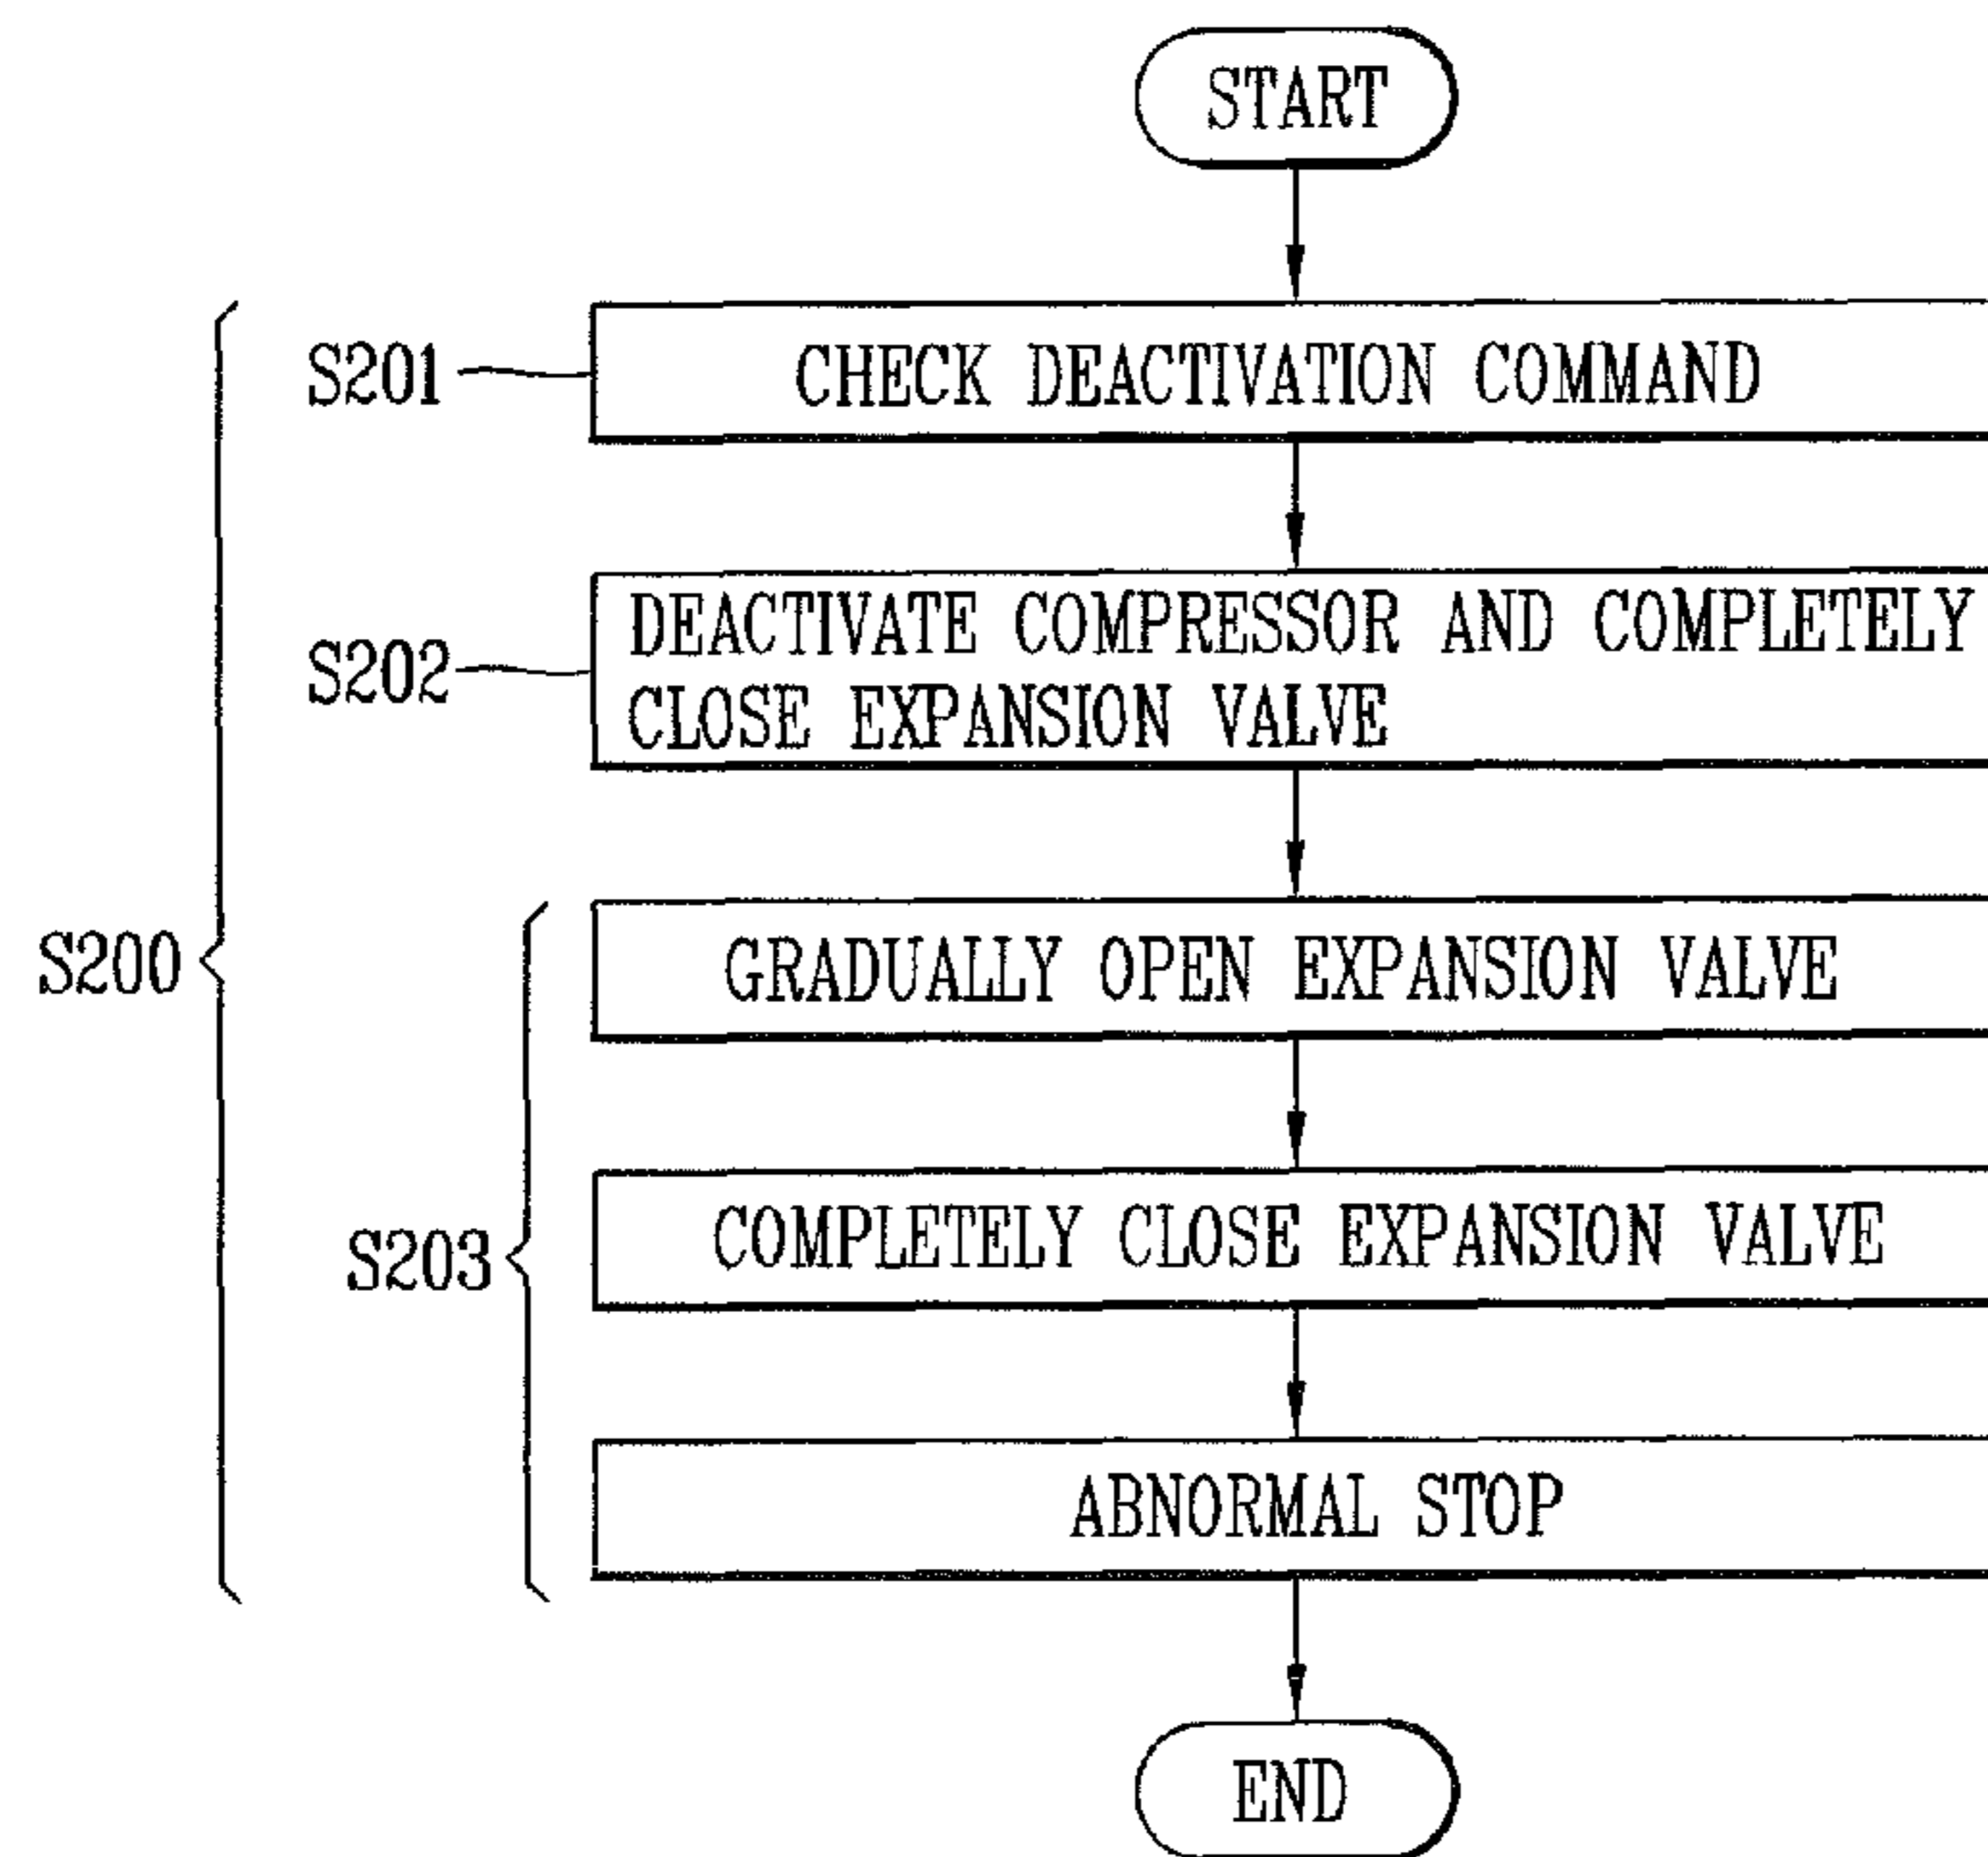 START
S201
CHECK DEACTIVATION COMMAND
S202
DEACTIVATE COMPRESSOR AND COMPLETELY
CLOSE EXPANSION VALVE
S200
GRADUALLY OPEN EXPANSION VALVE
S203
COMPLETELY CLOSE EXPANSION VALVE
ABNORMAL STOP
END